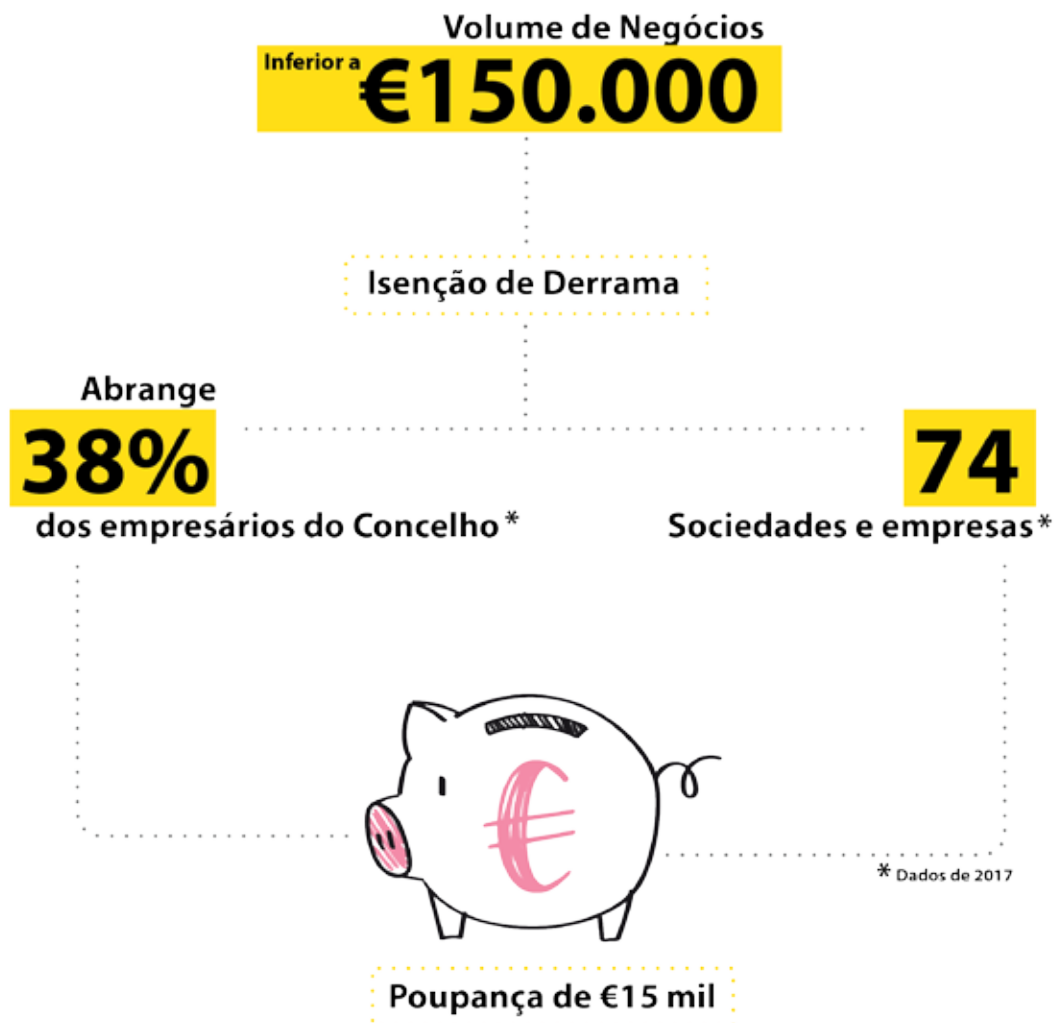 Volume de Negócios
Inferior a €150.000
Isenção de Derrama
Abrange
38%
dos empresários do Concelho*
74
Sociedades e empresas*
€
* Dados de 2017
Poupança de €15 mil